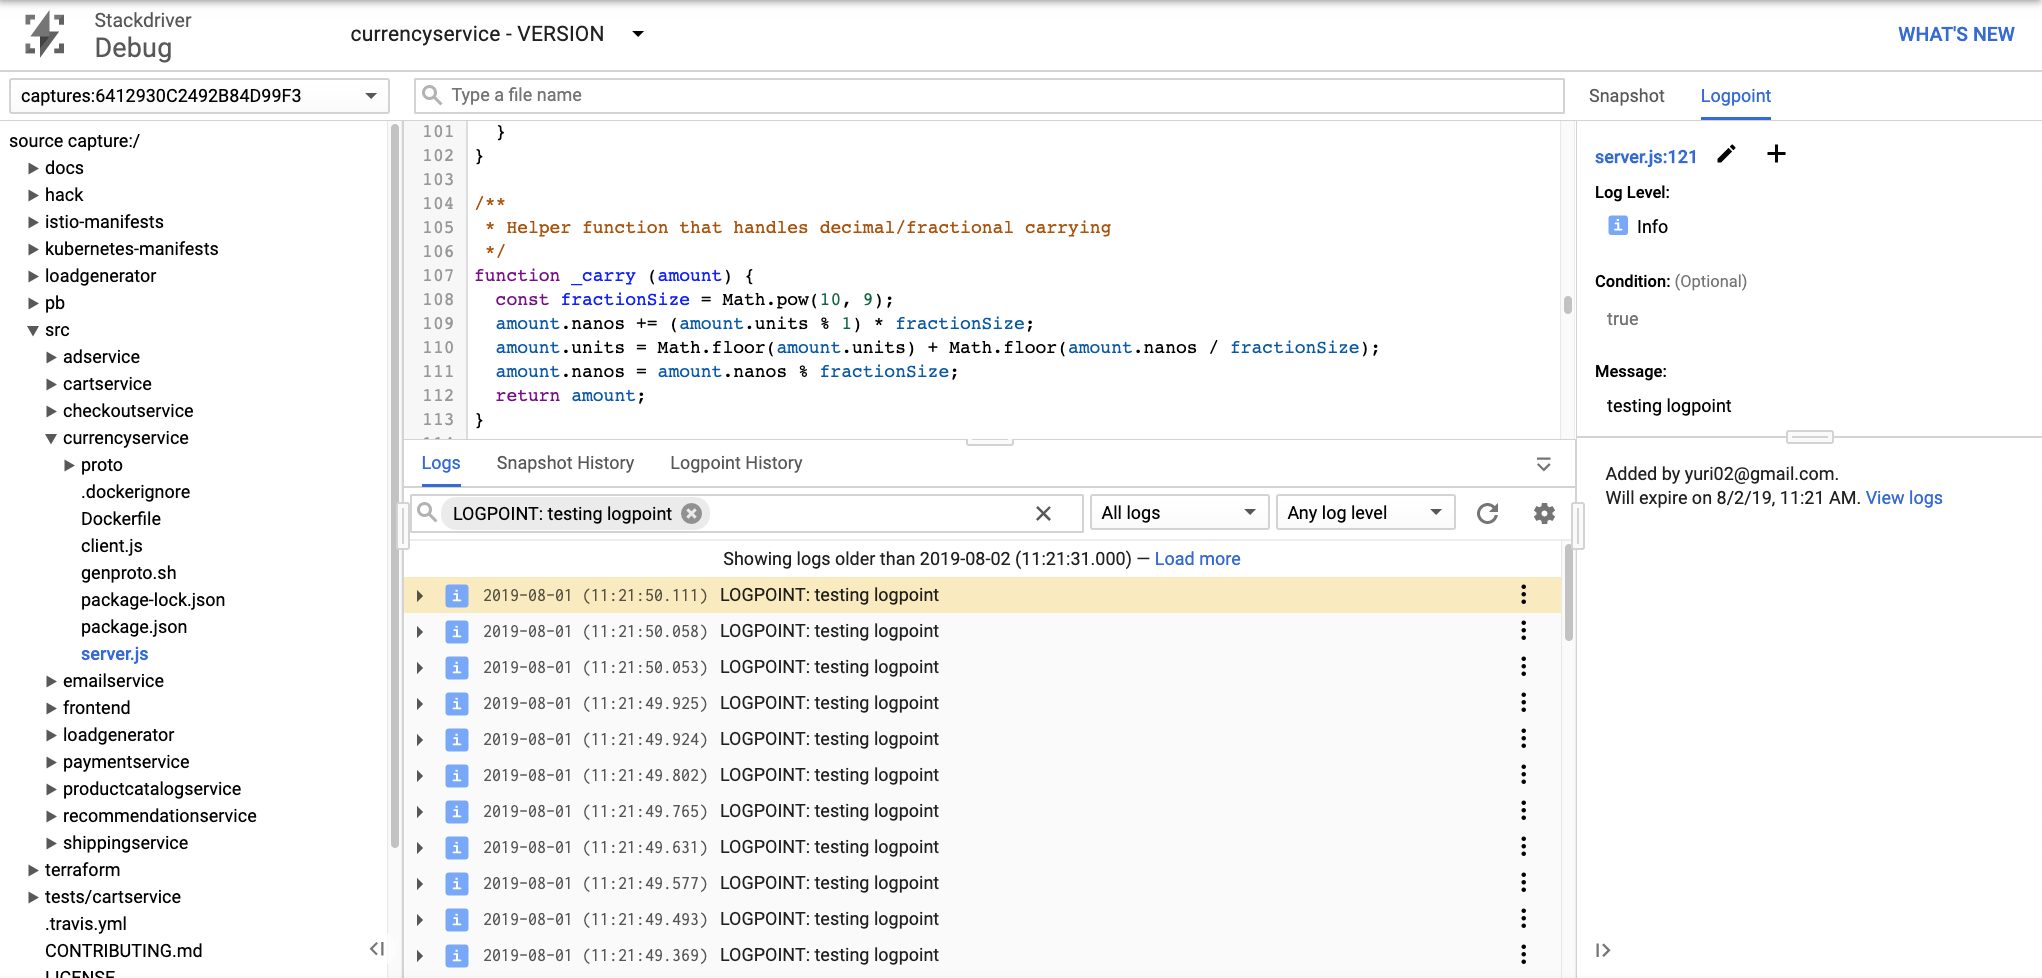 Stackdriver
Debug
currencyservice - VERSION
WHAT'S NEW
captures:6412930C2492B84D99F3
Type a file name
Snapshot
Logpoint
source capture:/
docs
hack
istio-manifests
kubernetes-manifests
loadgenerator
pb
src
adservice
cartservice
checkoutservice
currencyservice
proto
.dockerignore
Dockerfile
client.js
genproto.sh
package-lock.json
package.json
server.js
emailservice
frontend
loadgenerator
paymentservice
productcatalogservice
recommendationservice
shippingservice
terraform
tests/cartservice
.travis.yml
CONTRIBUTING.md
LICENSE
101 }
102 }
103
104 /**
105 * Helper function that handles decimal/fractional carrying
106 */
107 function _carry (amount) {
108 const fractionSize = Math.pow(10, 9);
109 amount.nanos += (amount.units % 1) * fractionSize;
110 amount.units = Math.floor(amount.units) + Math.floor(amount.nanos / fractionSize);
111 amount.nanos = amount.nanos % fractionSize;
112 return amount;
113 }
Logs
Snapshot History
Logpoint History
LOGPOINT: testing logpoint
All logs
Any log level
Showing logs older than 2019-08-02 (11:21:31.000) — Load more
i 2019-08-01 (11:21:50.111) LOGPOINT: testing logpoint
i 2019-08-01 (11:21:50.058) LOGPOINT: testing logpoint
i 2019-08-01 (11:21:50.053) LOGPOINT: testing logpoint
i 2019-08-01 (11:21:49.925) LOGPOINT: testing logpoint
i 2019-08-01 (11:21:49.924) LOGPOINT: testing logpoint
i 2019-08-01 (11:21:49.802) LOGPOINT: testing logpoint
i 2019-08-01 (11:21:49.765) LOGPOINT: testing logpoint
i 2019-08-01 (11:21:49.631) LOGPOINT: testing logpoint
i 2019-08-01 (11:21:49.577) LOGPOINT: testing logpoint
i 2019-08-01 (11:21:49.493) LOGPOINT: testing logpoint
i 2019-08-01 (11:21:49.369) LOGPOINT: testing logpoint
server.js:121
Log Level:
i Info
Condition: (Optional)
true
Message:
testing logpoint
Added by yuri02@gmail.com.
Will expire on 8/2/19, 11:21 AM. View logs